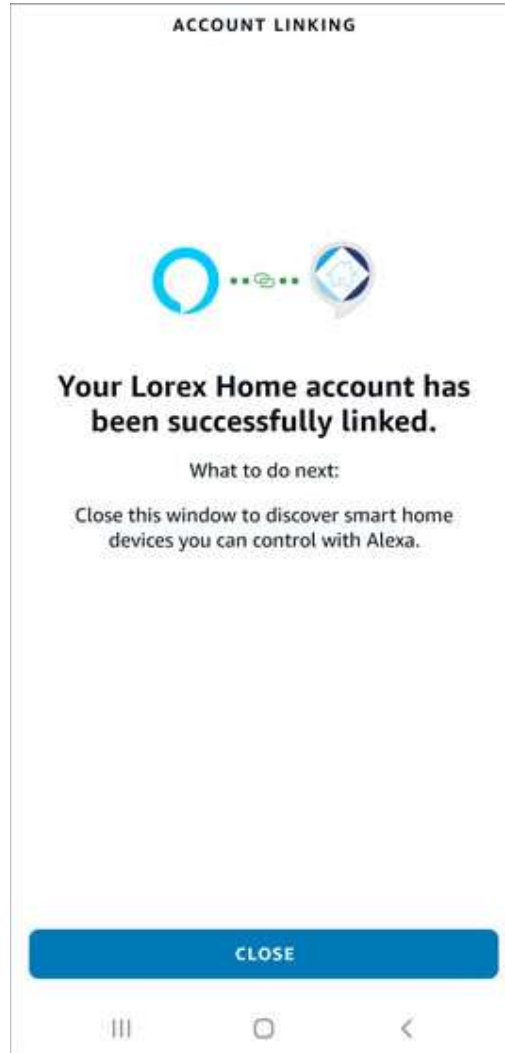 ACCOUNT LINKING
Your Lorex Home account has
been successfully linked.
What to do next:
Close this window to discover smart home
devices you can control with Alexa.
CLOSE